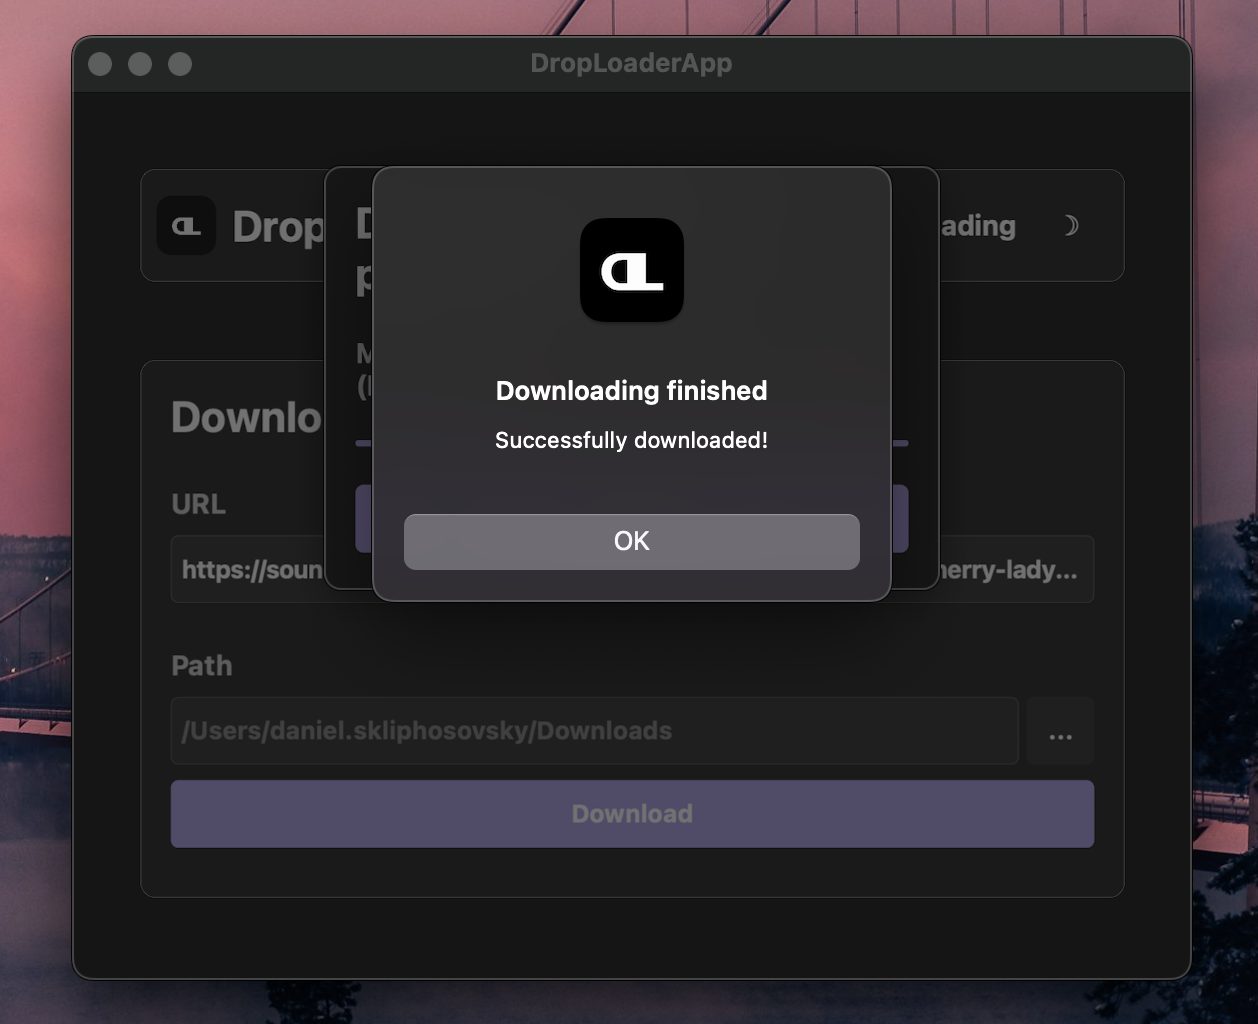 DropLoaderApp
Drop
ading
Downloading finished
Successfully downloaded!
OK
Downlo
URL
https://soun
herry-lady...
Path
/Users/daniel.skliphosovsky/Downloads
...
Download